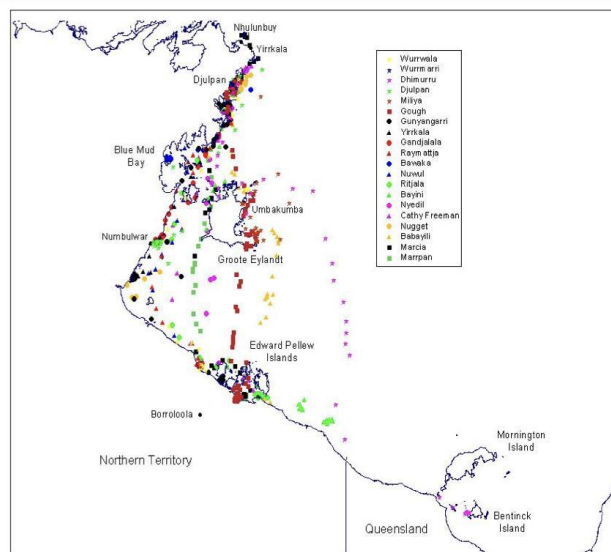 Nhulunbuy
Yirrkala
Djulpan
Blue Mud
Bay
Umbakumba
Numbulwar
Groote Eylandt
Edward Pellew
Islands
Borroloola
Northern Territory
Mornington
Island
Bentinck
Island
Queensland
Wurrwala
Wurrmarri
Dhimurru
Djulpan
Miliya
Gough
Gunyangarri
Yirrkala
Gandjalala
Raymattja
Bawaka
Nuwul
Ritjala
Bayini
Nyedil
Cathy Freeman
Nugget
Babayili
Marcia
Marrpan